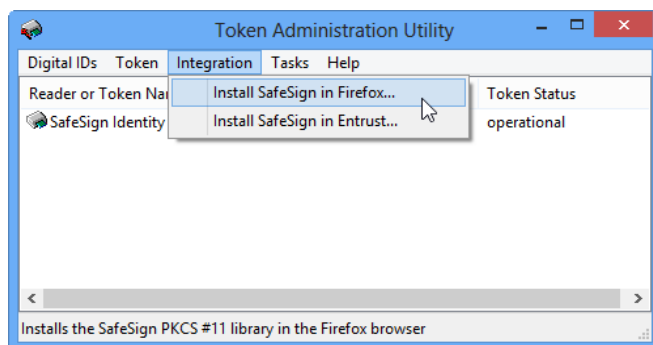 Token Administration Utility
Digital IDs Token Integration Tasks Help
Install SafeSign in Firefox...
Install SafeSign in Entrust...
Reader or Token Token Status
SafeSign Identity operational
Installs the SafeSign PKCS #11 library in the Firefox browser